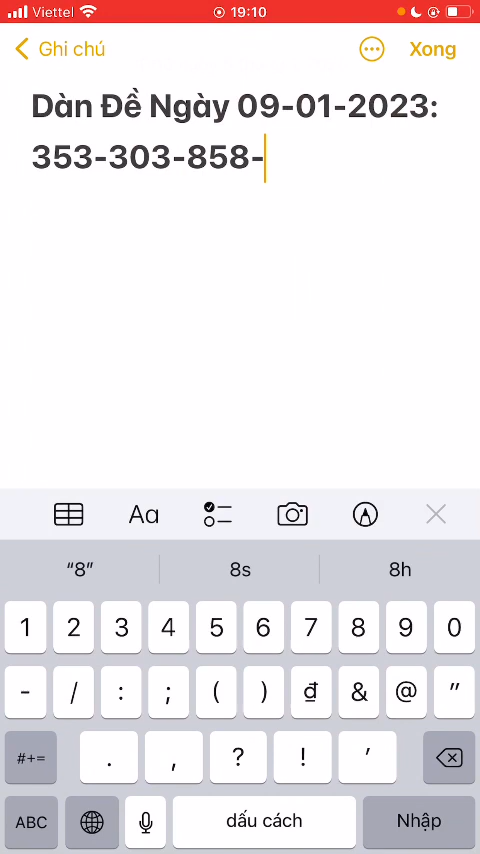 Viettel 19:10
Ghi chú Xong
Dàn Đề Ngày 09-01-2023:
353-303-858-
Aa
“8” 8s 8h
1 2 3 4 5 6 7 8 9 0
- / : ; ( ) ₫ & @ ”
#+= . , ? ! ’
ABC dấu cách Nhập